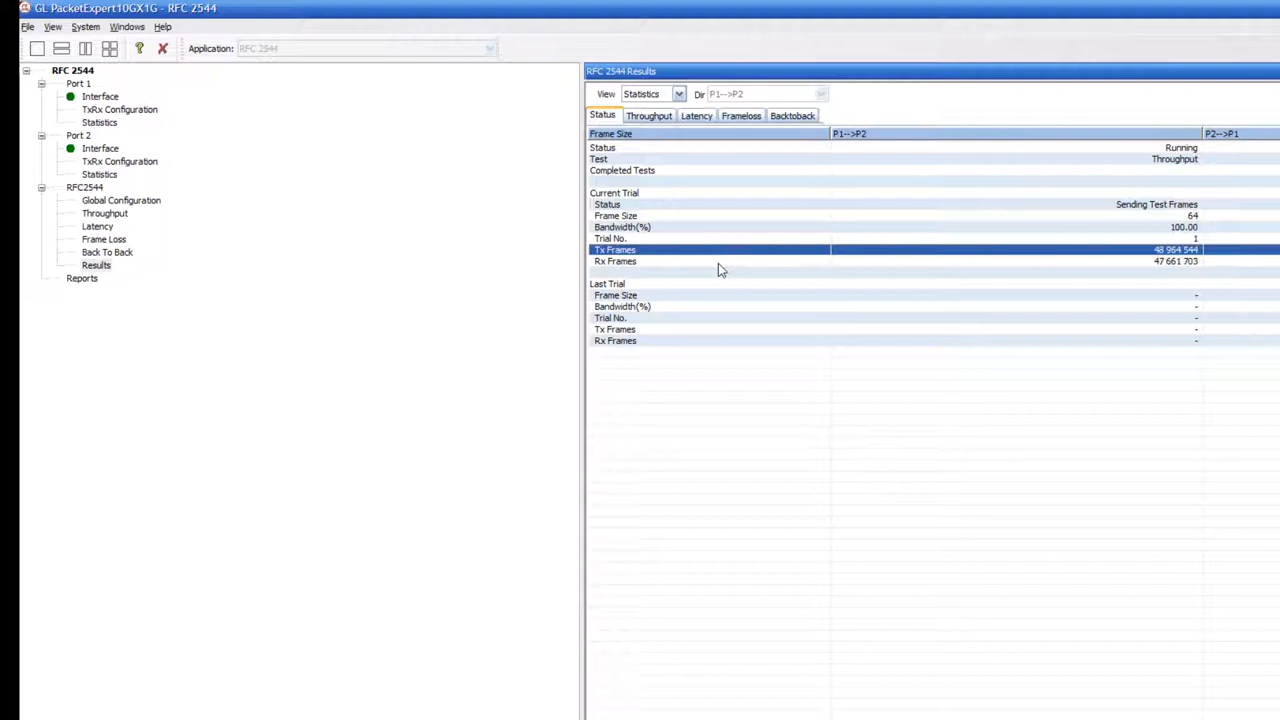 GL PacketExpert10GX1G - RFC 2544
File View System Windows Help
Application: RFC 2544
RFC 2544
Port 1
Interface
TxRx Configuration
Statistics
Port 2
Interface
TxRx Configuration
Statistics
RFC2544
Global Configuration
Throughput
Latency
Frame Loss
Back To Back
Results
Reports
RFC 2544 Results
View Statistics Dir P1-->P2
Status Throughput Latency Frameloss Backtoback
Frame Size P1-->P2 P2-->P1
Status Running
Test Throughput
Completed Tests
Current Trial
Status Sending Test Frames
Frame Size 64
Bandwidth(%) 100.00
Trial No. 1
Tx Frames 48 964 544
Rx Frames 47 661 703
Last Trial
Frame Size -
Bandwidth(%) -
Trial No. -
Tx Frames -
Rx Frames -